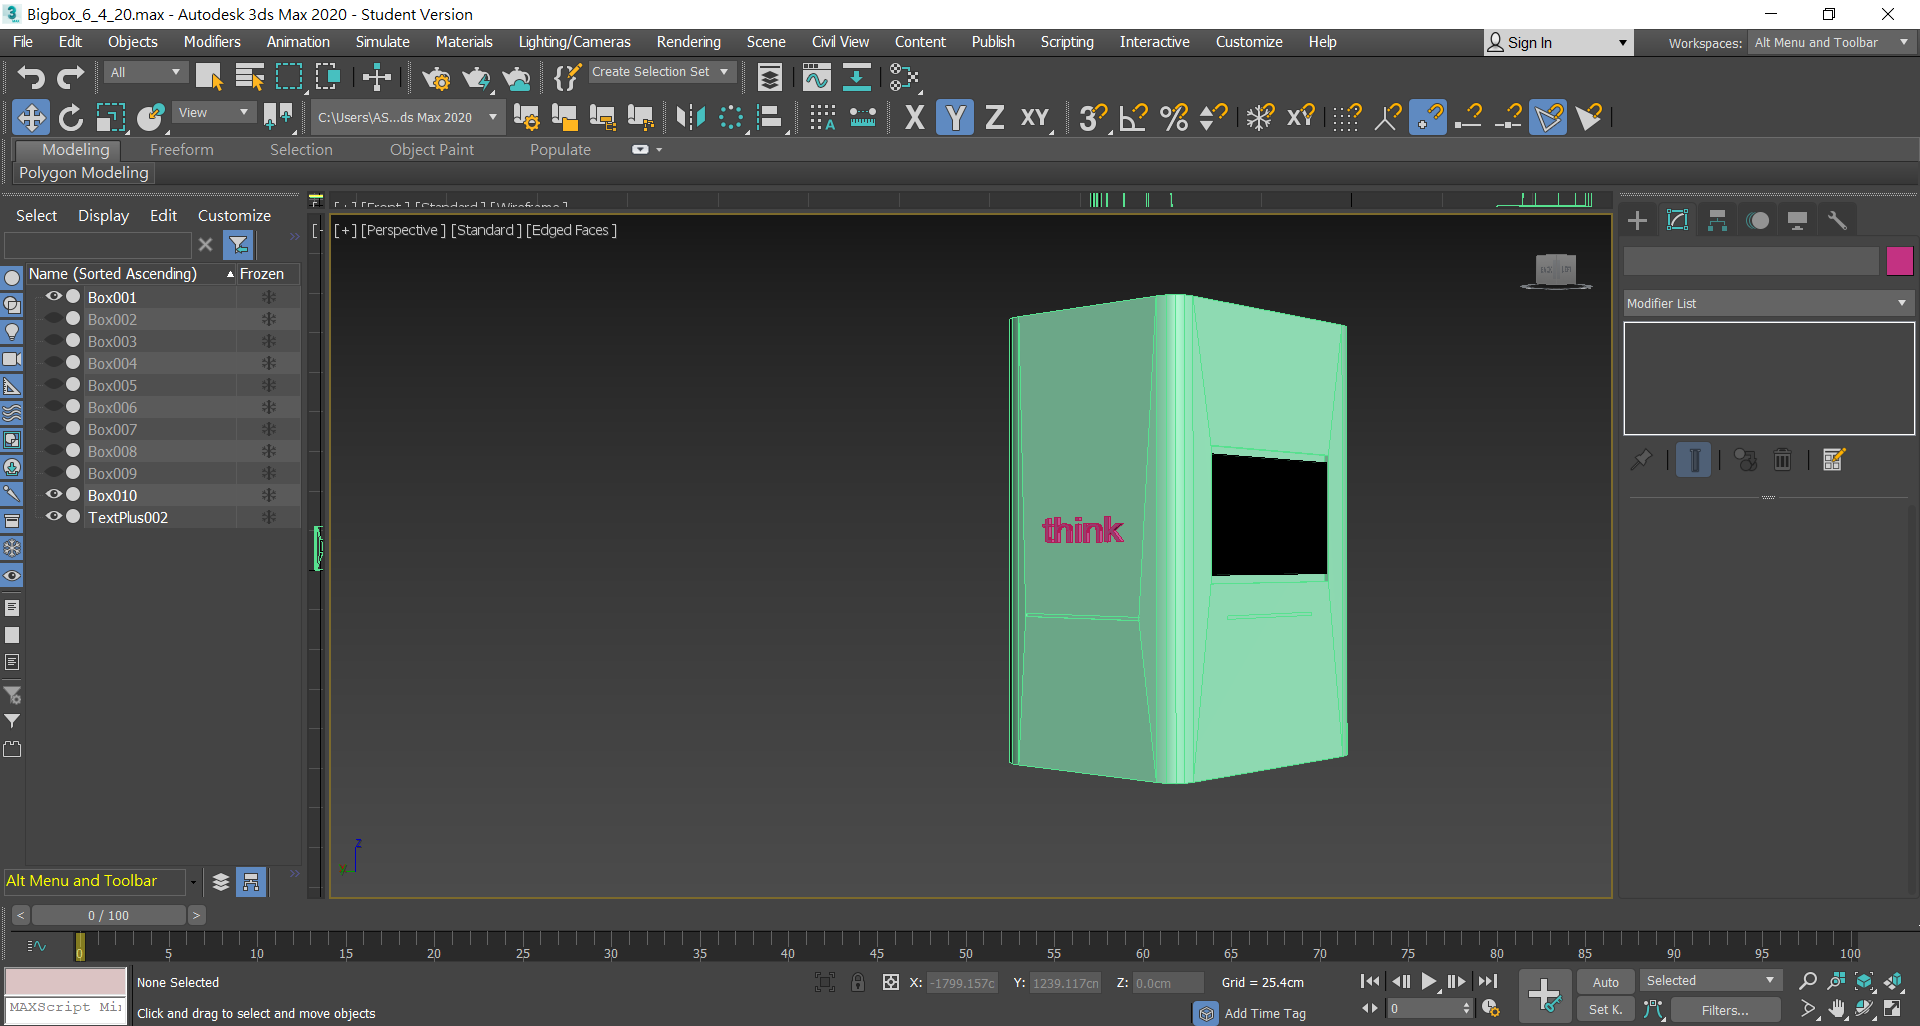 Bigbox_6_4_20.max - Autodesk 3ds Max 2020 - Student Version
File Edit Objects Modifiers Animation Simulate Materials Lighting/Cameras Rendering Scene Civil View Content Publish Scripting Interactive Customize Help
Sign In
Workspaces: Alt Menu and Toolbar
All
Create Selection Set
View
C:\Users\AS...ds Max 2020
X Y Z XY
3
Modeling Freeform Selection Object Paint Populate
Polygon Modeling
Select Display Edit Customize
[+] [Front] [Standard] [Wireframe]
[+] [Perspective] [Standard] [Edged Faces]
Name (Sorted Ascending) Frozen
Box001
Box002
Box003
Box004
Box005
Box006
Box007
Box008
Box009
Box010
TextPlus002
think
Modifier List
z
y
Alt Menu and Toolbar
0 / 100
0 5 10 15 20 25 30 35 40 45 50 55 60 65 70 75 80 85 90 95 100
None Selected
X: -1799.157c Y: 1239.117cm Z: 0.0cm Grid = 25.4cm
Auto Selected
MAXScript Mi
Click and drag to select and move objects
Add Time Tag
0
Set K. Filters...